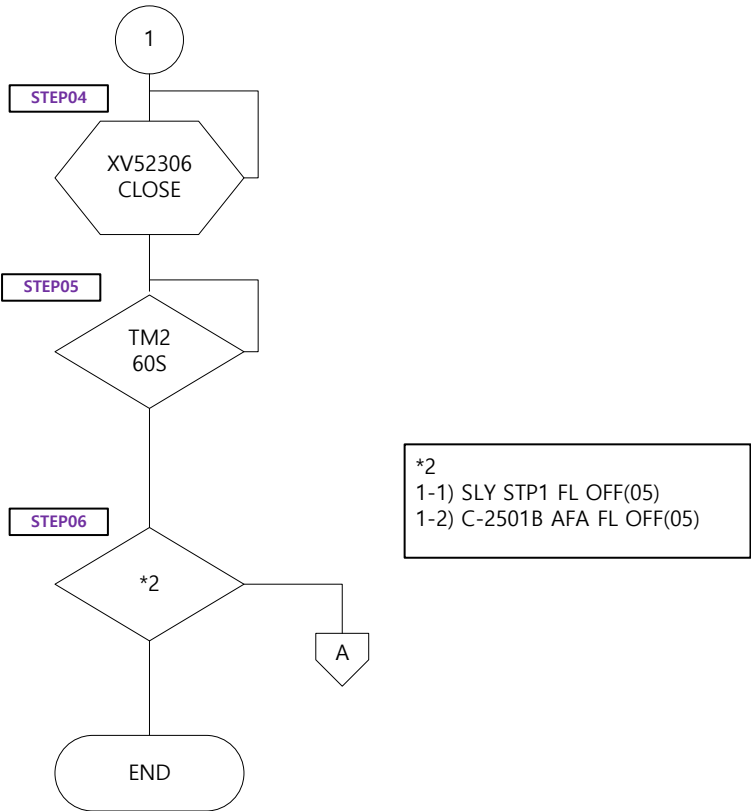 1
STEP04
XV52306
CLOSE
STEP05
TM2
60S
*2
1-1) SLY STP1 FL OFF(05)
1-2) C-2501B AFA FL OFF(05)
STEP06
*2
A
END